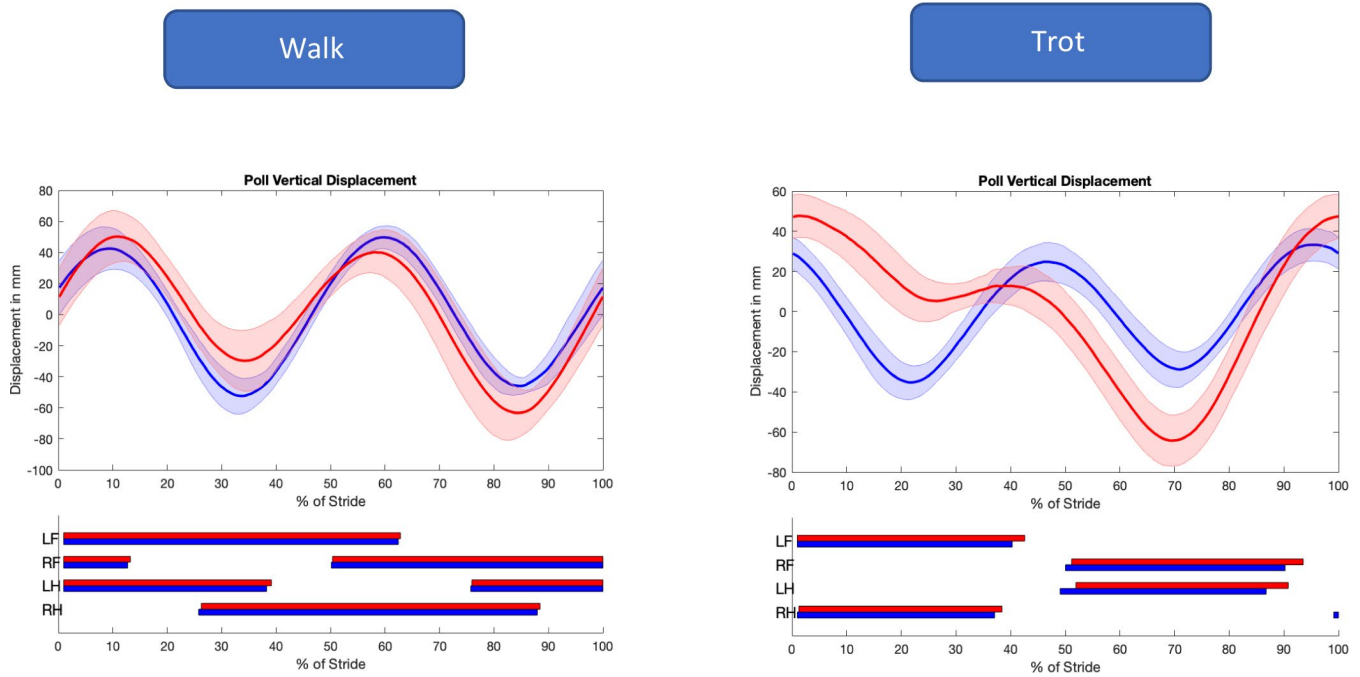 Walk
Poll Vertical Displacement
Displacement in mm
80
60
40
20
0
-20
-40
-60
-80
-100
0 10 20 30 40 50 60 70 80 90 100
% of Stride
LF
RF
LH
RH
0 10 20 30 40 50 60 70 80 90 100
% of Stride
Trot
Poll Vertical Displacement
Displacement in mm
60
40
20
0
-20
-40
-60
-80
0 10 20 30 40 50 60 70 80 90 100
% of Stride
LF
RF
LH
RH
0 10 20 30 40 50 60 70 80 90 100
% of Stride